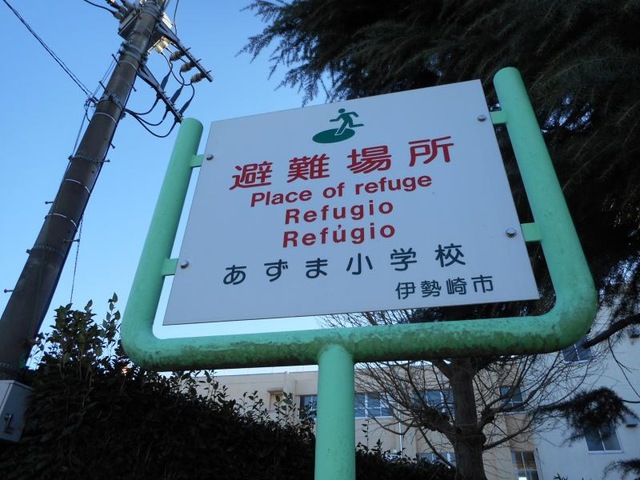 避難場所
Place of refuge
Refugio
Refúgio
あずま小学校
伊勢崎市